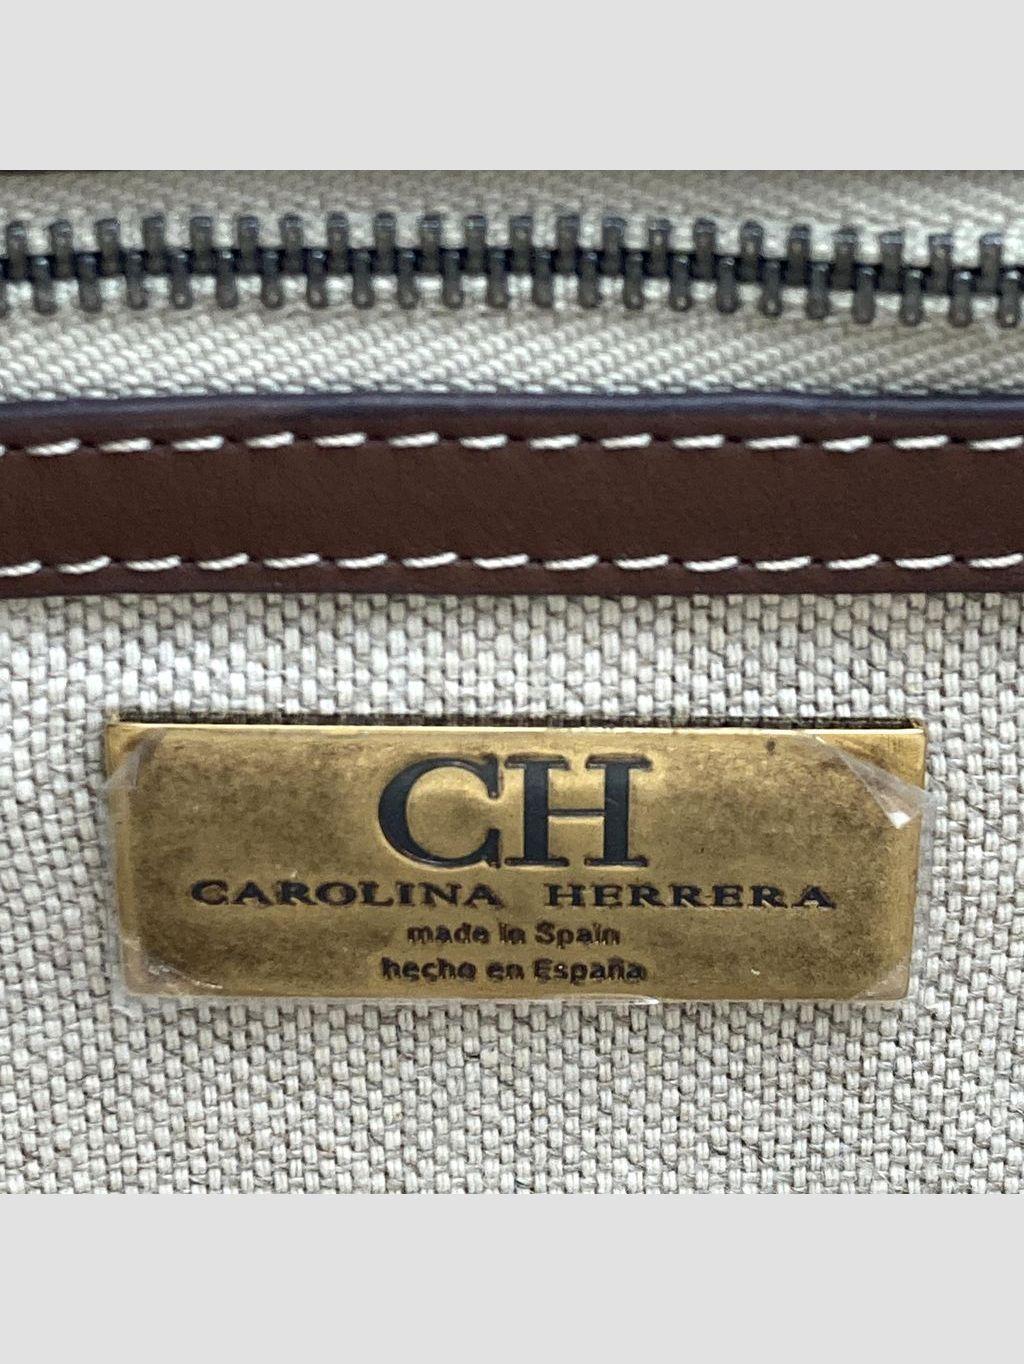 CH
CAROLINA HERRERA
made in Spain
hecho en España